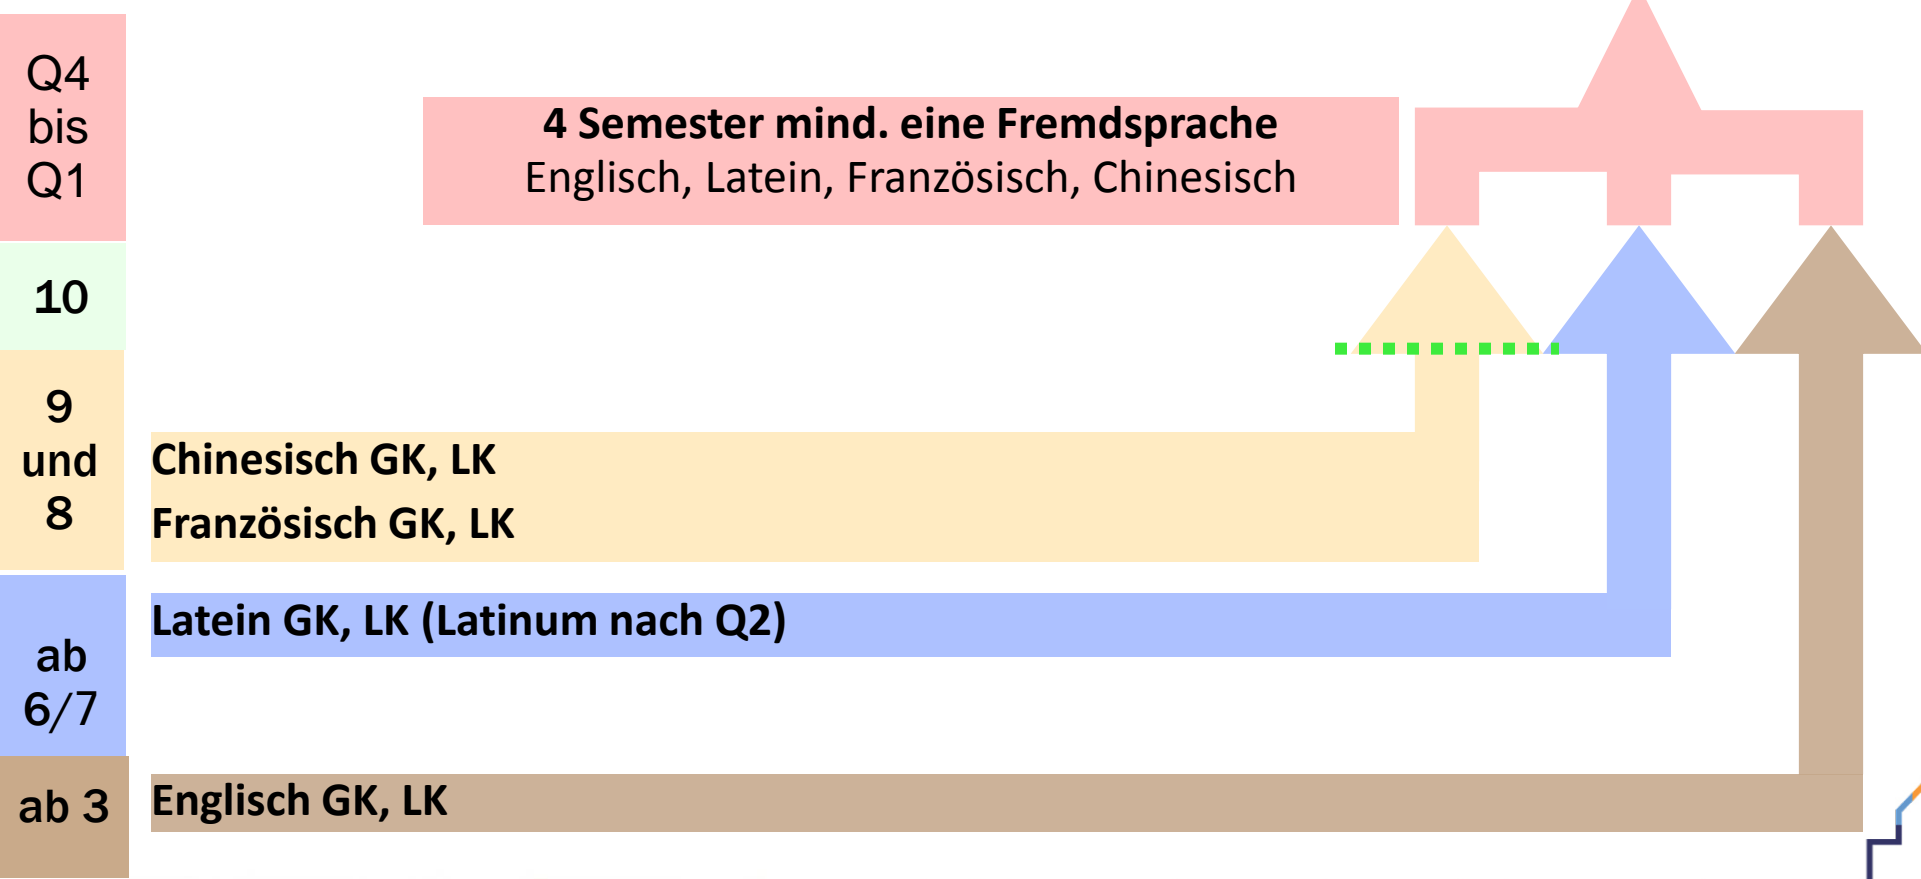 Q4
bis
Q1
4 Semester mind. eine Fremdsprache
Englisch, Latein, Französisch, Chinesisch
10
9
und
8
Chinesisch GK, LK
Französisch GK, LK
ab
6/7
Latein GK, LK (Latinum nach Q2)
ab 3
Englisch GK, LK